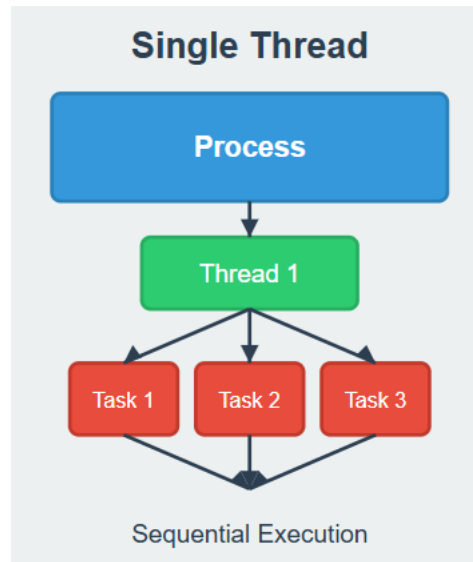 Single Thread
Process
Thread 1
Task 1
Task 2
Task 3
Sequential Execution